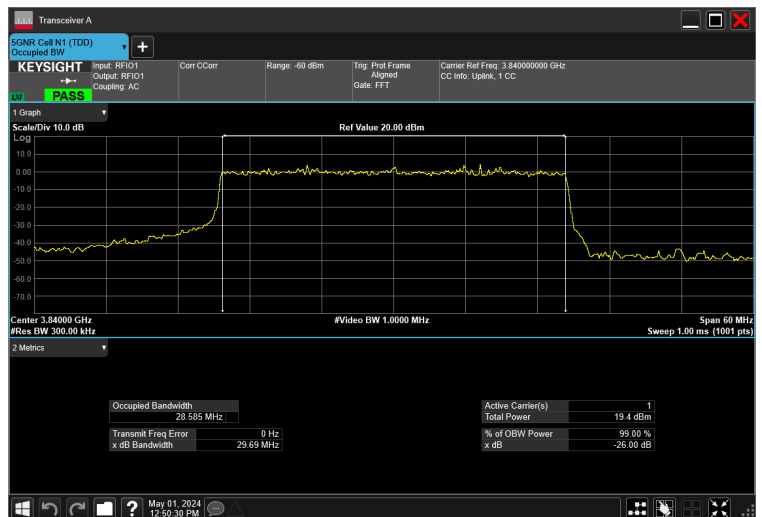 Transceiver A
5GNR Cell N1 (TDD)
Occupied BW
KEYSIGHT
LXI
PASS
Input: RFIO1
Output: RFIO1
Coupling: AC
Corr CCorr
Range: -60 dBm
Trig: Prot Frame
Aligned
Gate: FFT
Carrier Ref Freq: 3.840000000 GHz
CC Info: Uplink, 1 CC
1 Graph
Scale/Div 10.0 dB
Ref Value 20.00 dBm
Log
10.0
0.00
-10.0
-20.0
-30.0
-40.0
-50.0
-60.0
-70.0
Center 3.84000 GHz
#Video BW 1.0000 MHz
Span 60 MHz
#Res BW 300.00 kHz
Sweep 1.00 ms (1001 pts)
2 Metrics
Occupied Bandwidth
28.585 MHz
Transmit Freq Error 0 Hz
x dB Bandwidth 29.69 MHz
Active Carrier(s) 1
Total Power 19.4 dBm
% of OBW Power 99.00 %
x dB -26.00 dB
?
May 01, 2024
12:50:30 PM